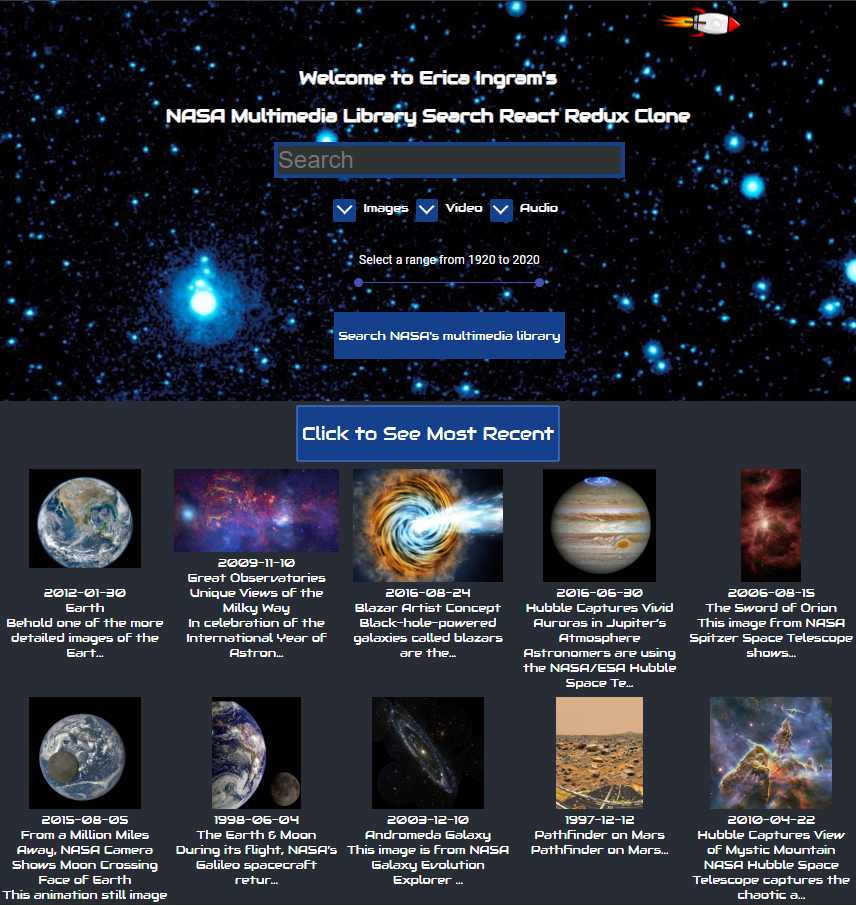 Welcome to Erica Ingram's
NASA Multimedia Library Search React Redux Clone
Search
Images Video Audio
Select a range from 1920 to 2020
Search NASA's multimedia library
Click to See Most Recent
2012-01-30
Earth
Behold one of the more
detailed images of the
Eart...
2009-11-10
Great Observatories
Unique Views of the
Milky Way
In celebration of the
International Year of
Astron...
2016-08-24
Blazar Artist Concept
Black-hole-powered
galaxies called blazars
are the...
2016-06-30
Hubble Captures Vivid
Auroras in Jupiter's
Atmosphere
Astronomers are using
the NASA/ESA Hubble
Space Te...
2006-08-15
The Sword of Orion
This image from NASA
Spitzer Space Telescope
shows...
2015-08-05
From a Million Miles
Away, NASA Camera
Shows Moon Crossing
Face of Earth
This animation still image
1998-06-04
The Earth & Moon
During its flight, NASA's
Galileo spacecraft
retur...
2003-12-10
Andromeda Galaxy
This image is from NASA
Galaxy Evolution
Explorer ...
1997-12-12
Pathfinder on Mars
Pathfinder on Mars...
2010-04-22
Hubble Captures View
of Mystic Mountain
NASA Hubble Space
Telescope captures the
chaotic a...